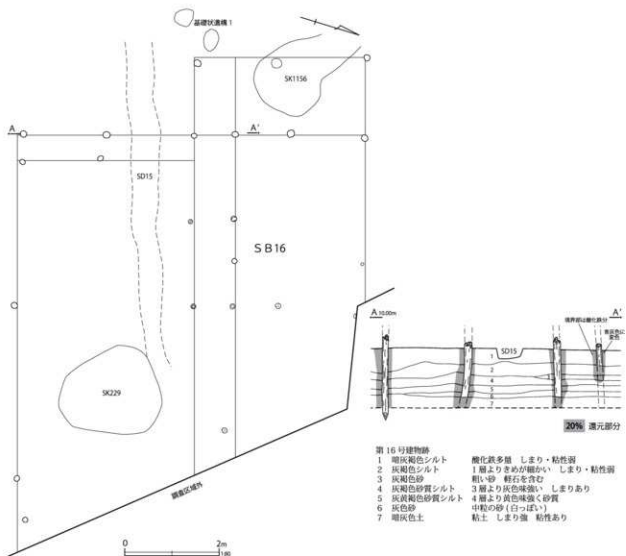 基礎状遺構 1
SK1156
A
A'
SD15
S B 16
SK229
調査区域外
0
2m
1:80
A 10.00m
A'
境界部は酸化鉄分
青灰色に
変色
SD15
1
2
3
4
5
6
7
20% 還元部分
第 16 号建物跡
1 暗灰褐色シルト 酸化鉄多量 しまり・粘性弱
2 灰褐色シルト 1 層よりきめが細かい しまり・粘性弱
3 灰褐色砂 粗い砂 軽石を含む
4 灰褐色砂質シルト 3 層より灰色味強い しまりあり
5 灰黄褐色砂質シルト 4 層より黄色味強く砂質
6 灰色砂 中粒の砂 ( 白っぽい )
7 暗灰色土 粘土 しまり強 粘性あり